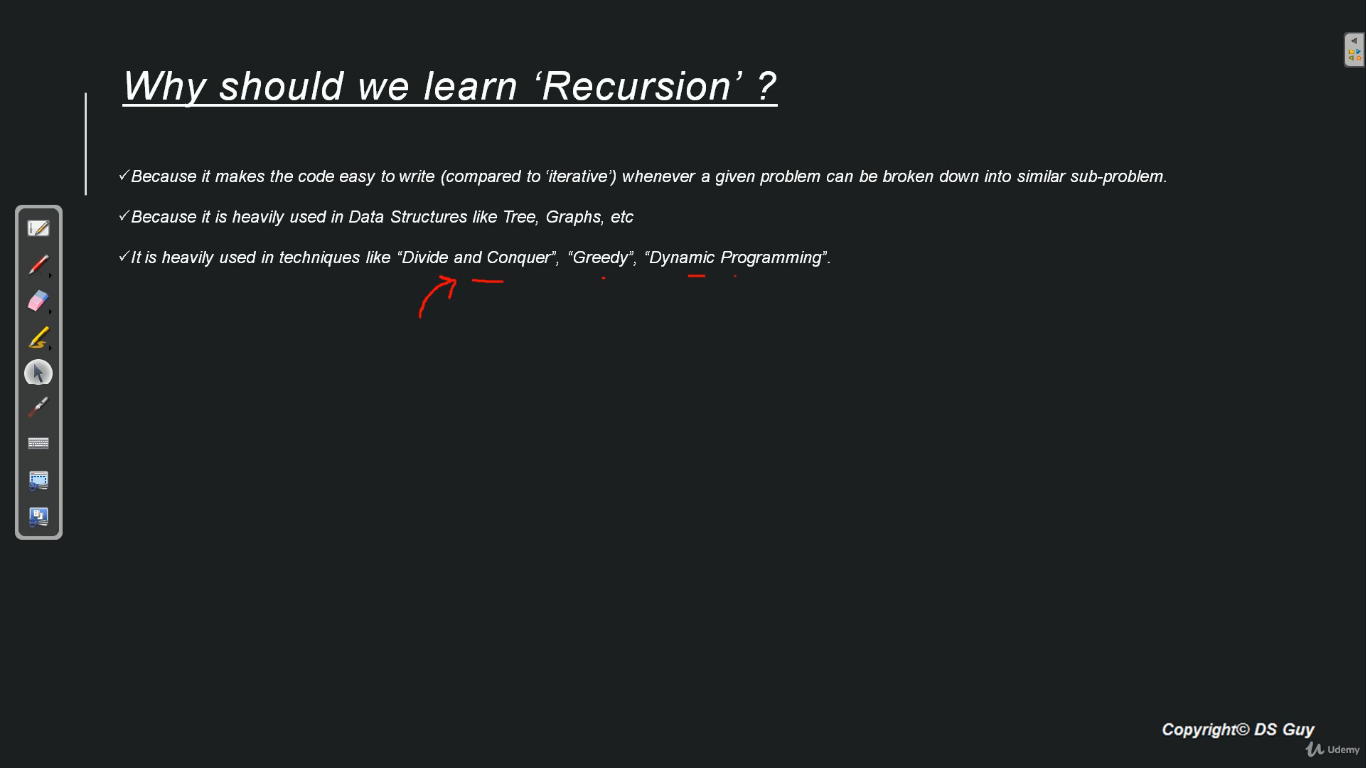 Why should we learn ‘Recursion’ ?
✓Because it makes the code easy to write (compared to ‘iterative’) whenever a given problem can be broken down into similar sub-problem.
✓Because it is heavily used in Data Structures like Tree, Graphs, etc
✓It is heavily used in techniques like “Divide and Conquer”, “Greedy”, “Dynamic Programming”.
Copyright© DS Guy
Udemy